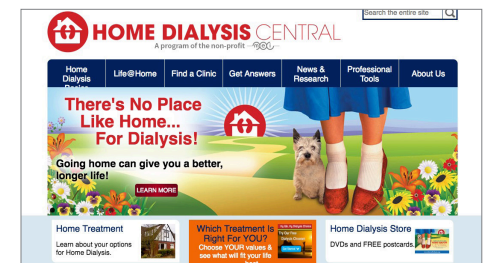 Search the entire site
HOME DIALYSIS CENTRAL
A program of the non-profit
Home Dialysis Basics
Life@Home
Find a Clinic
Get Answers
News & Research
Professional Tools
About Us
There's No Place
Like Home...
For Dialysis!
Going home can give you a better,
longer life!
LEARN MORE
Home Treatment
Learn about your options
for Home Dialysis.
Which Treatment Is
Right For YOU?
Choose YOUR values &
see what will fit your life
best
Home Dialysis Store
DVDs and FREE postcards